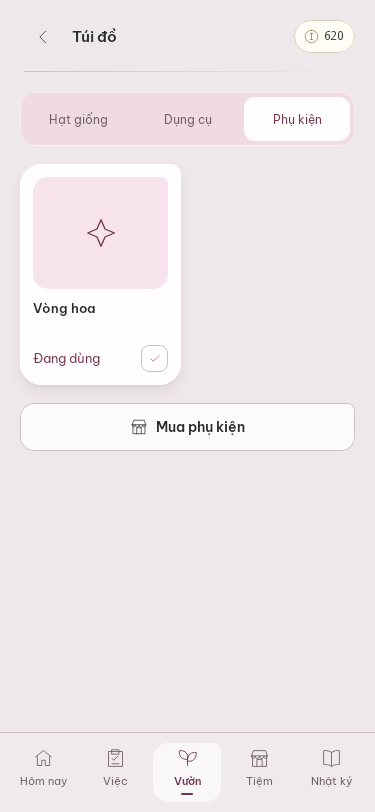 Túi đồ
620
Hạt giống
Dụng cụ
Phụ kiện
Vòng hoa
Đang dùng
Mua phụ kiện
Hôm nay
Việc
Vườn
Tiệm
Nhật ký